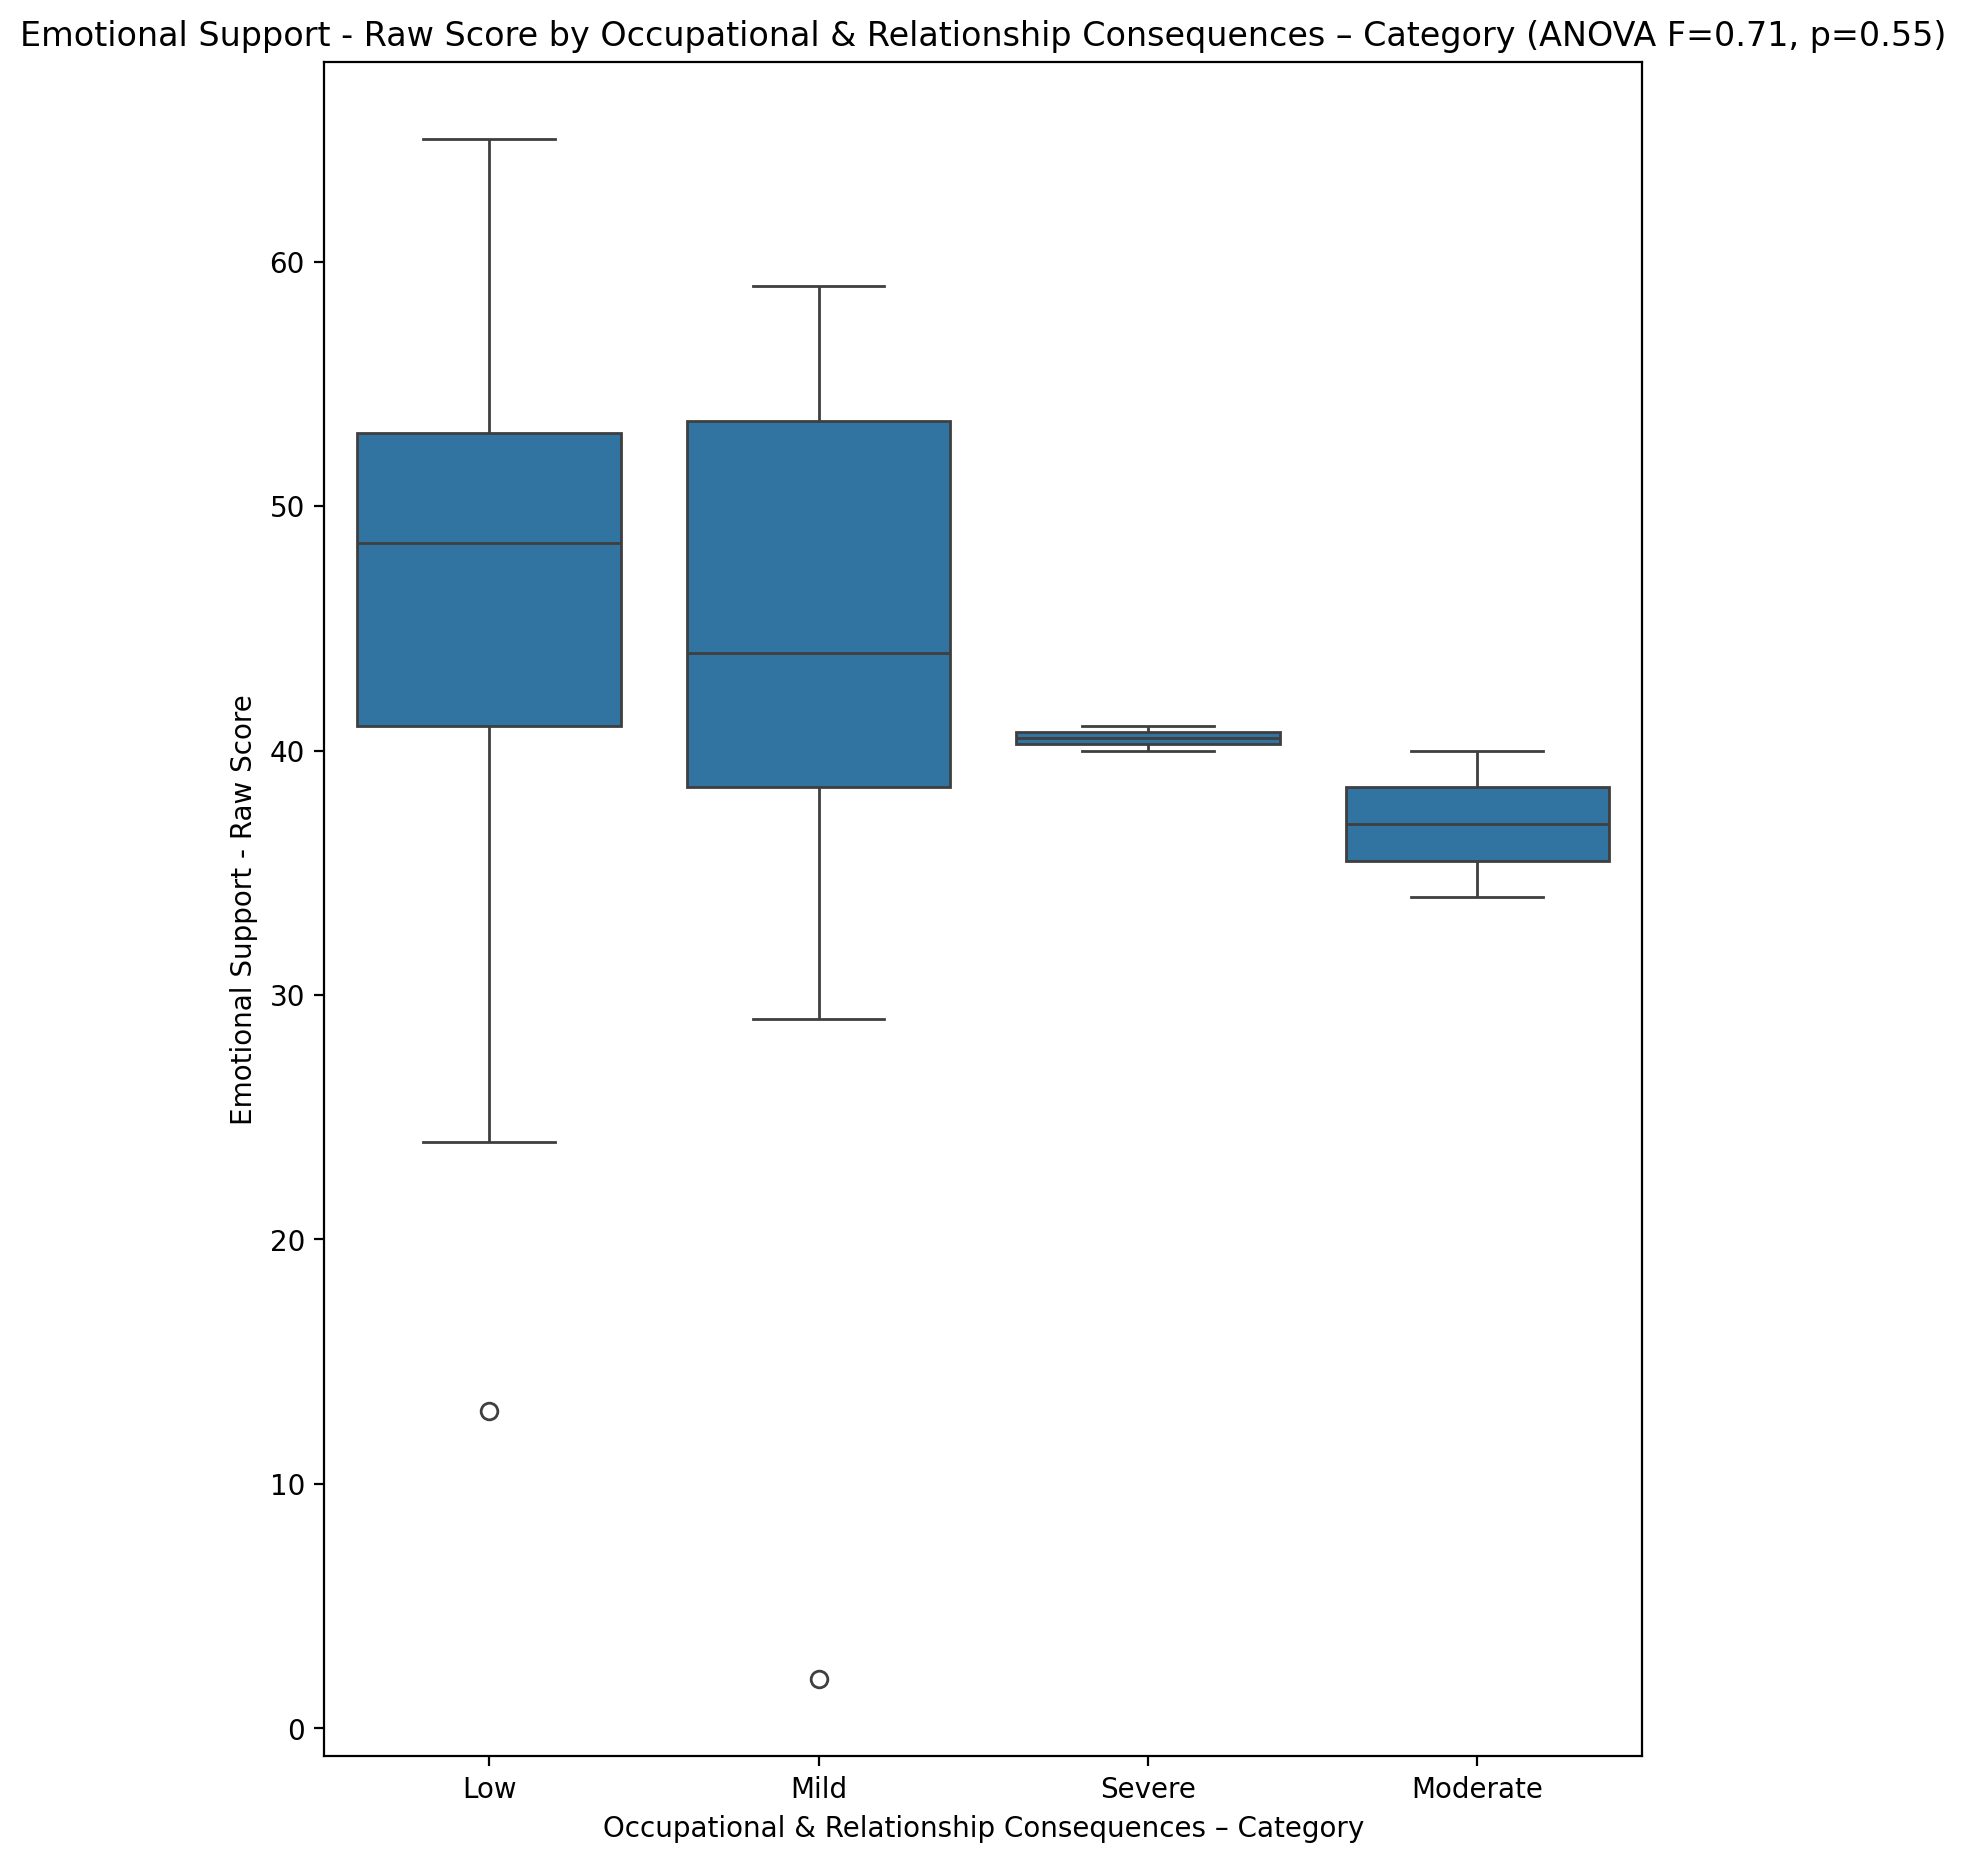 Emotional Support - Raw Score by Occupational & Relationship Consequences – Category (ANOVA F=0.71, p=0.55)
Emotional Support - Raw Score
60
50
40
30
20
10
0
Low
Mild
Severe
Moderate
Occupational & Relationship Consequences – Category